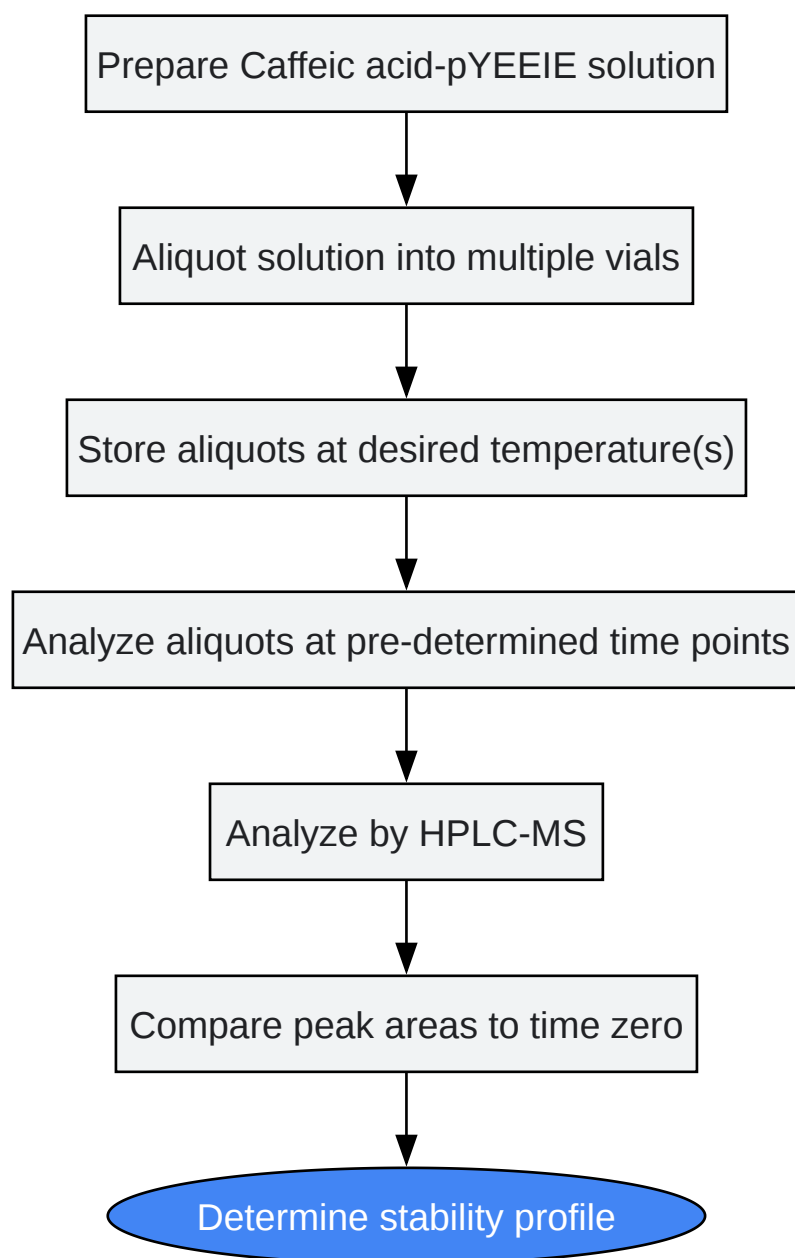 Prepare Caffeic acid-pYEEIE solution
Aliquot solution into multiple vials
Store aliquots at desired temperature(s)
Analyze aliquots at pre-determined time points
Analyze by HPLC-MS
Compare peak areas to time zero
Determine stability profile